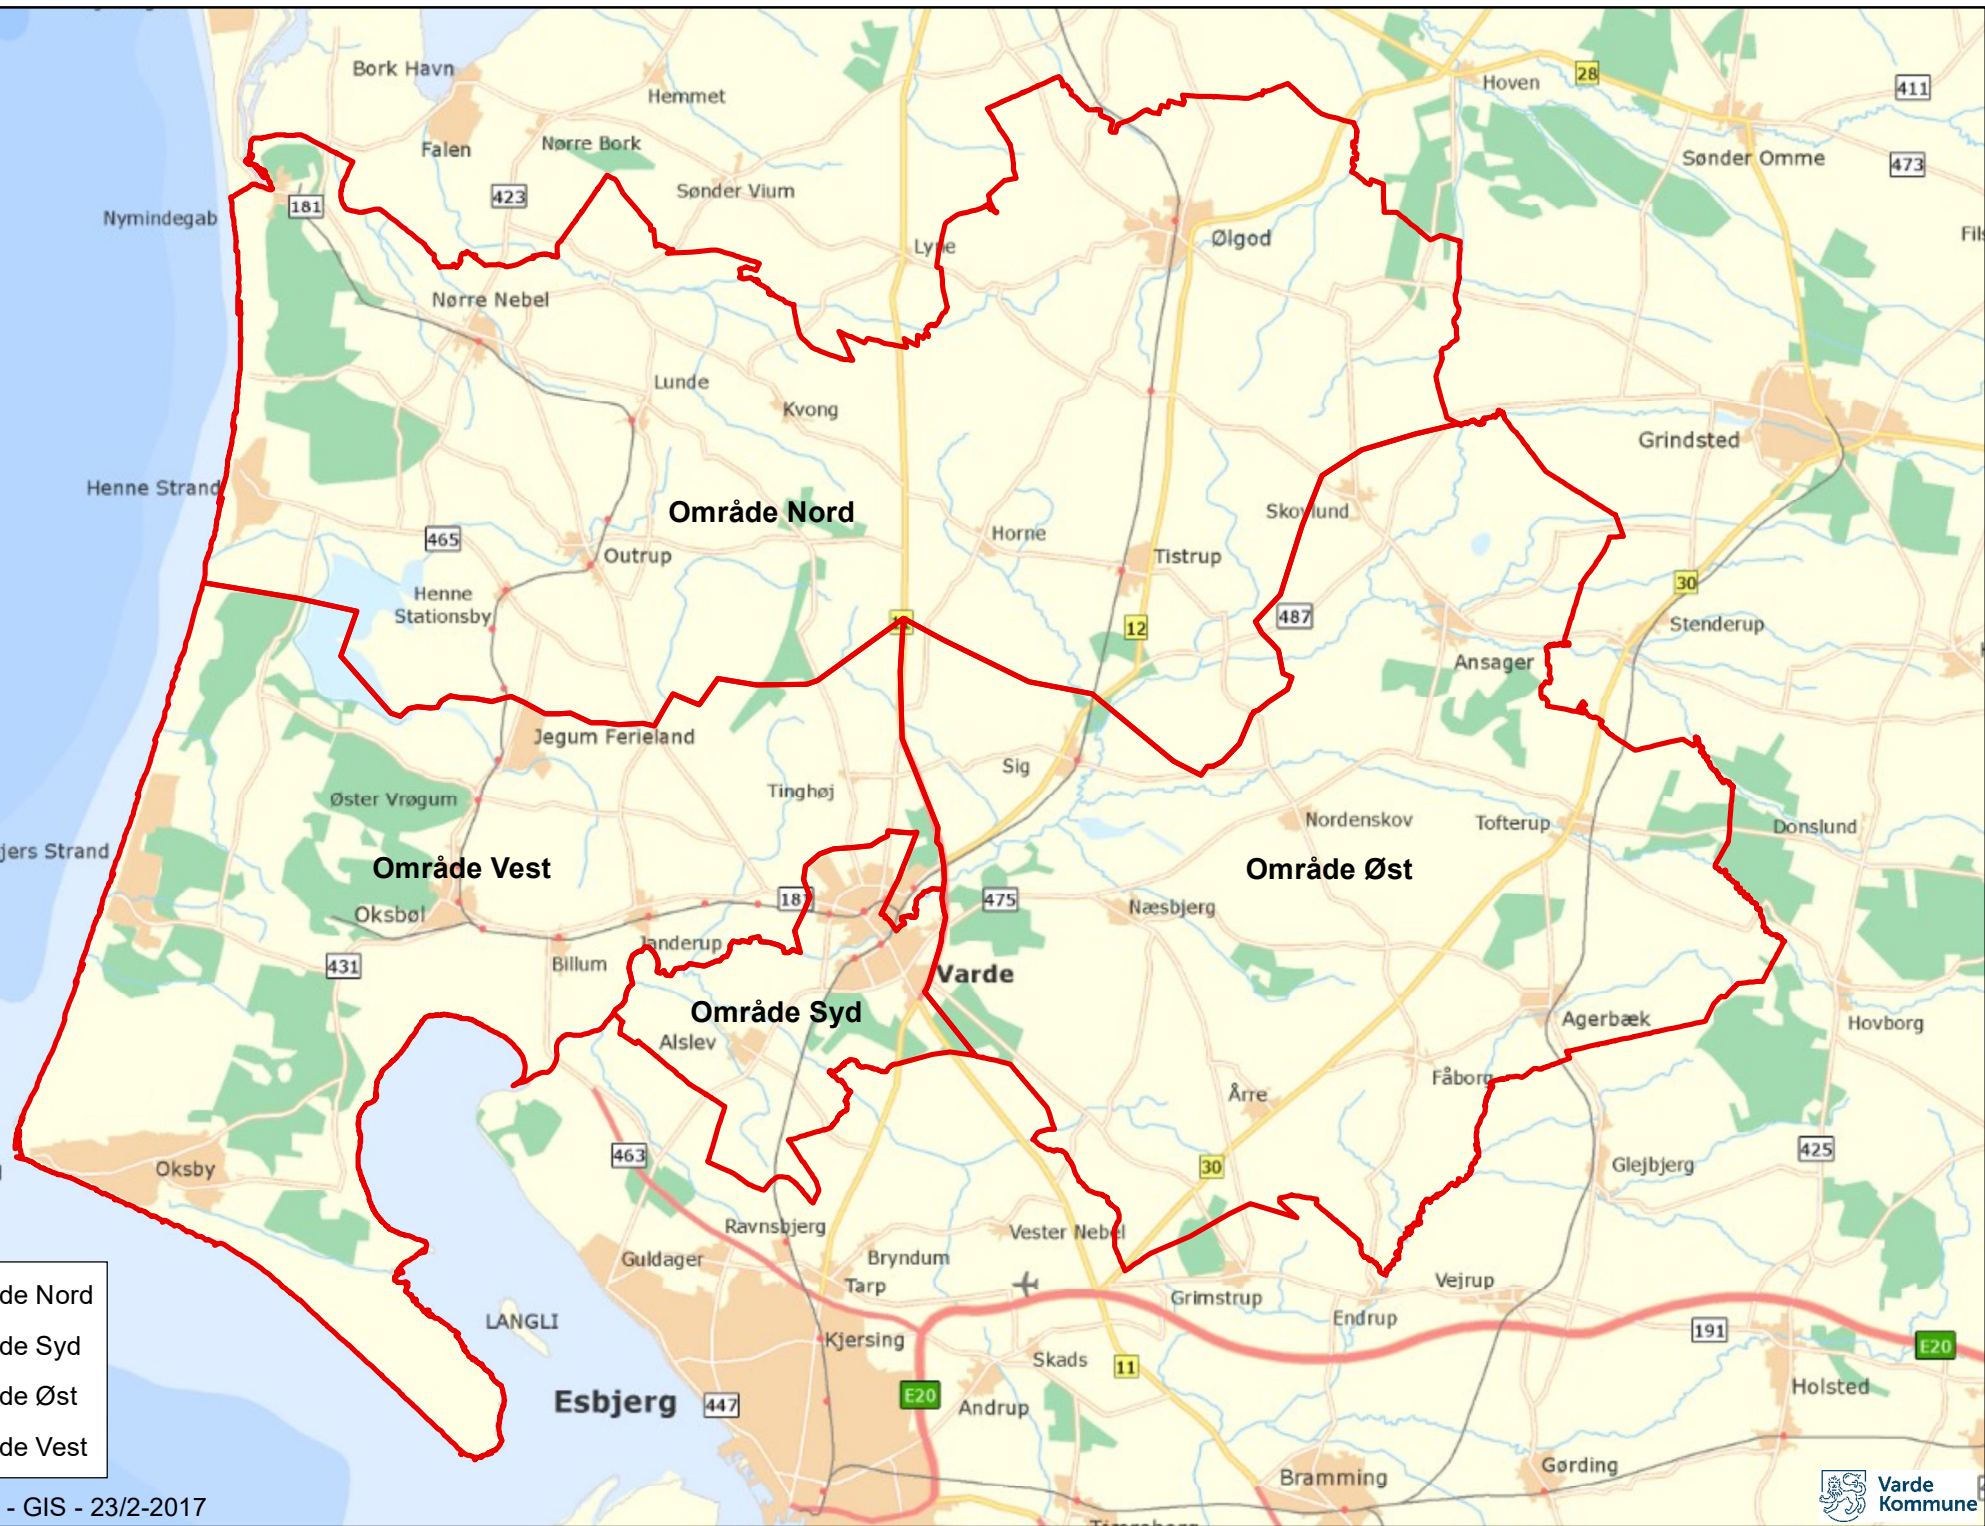 Bork Havn
Hemmet
Hoven
28
411
Falen
Nørre Bork
Sønder Omme
473
423
Sønder Vium
181
Nymindegab
Lyne
Ølgod
Nørre Nebel
Lunde
Kvong
Grindsted
Henne Strand
Område Nord
Skovlund
465
Horne
Outrup
Tistrup
30
Henne
Stationsby
487
12
Stenderup
Ansager
Jegum Ferieland
Sig
Tinghøj
Øster Vrøgum
Nordenskov
Tofterup
Donslund
jers Strand
Område Vest
Område Øst
181
475
Næsbjerg
Oksbøl
Janderup
431
Billum
Varde
Område Syd
Agerbæk
Hovborg
Alslev
Fåborg
Årre
463
425
30
Glejbjerg
Oksby
Ravnsbjerg
Vester Nebel
Guldager
Bryndum
Tarp
Vejrup
de Nord
Grimstrup
Endrup
LANGLI
Kjersing
191
E20
de Syd
Skads
11
Holsted
de Øst
Esbjerg
447
E20
Andrup
de Vest
Bramming
Gørding
- GIS - 23/2-2017
Varde
Kommune